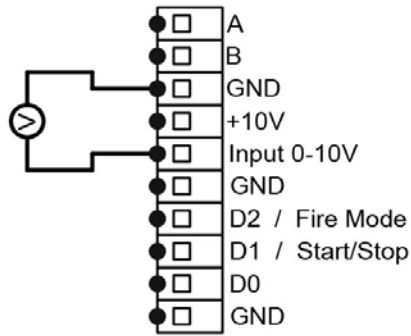 A
B
GND
+10V
Input 0-10V
GND
D2 / Fire Mode
D1 / Start/Stop
D0
GND
V